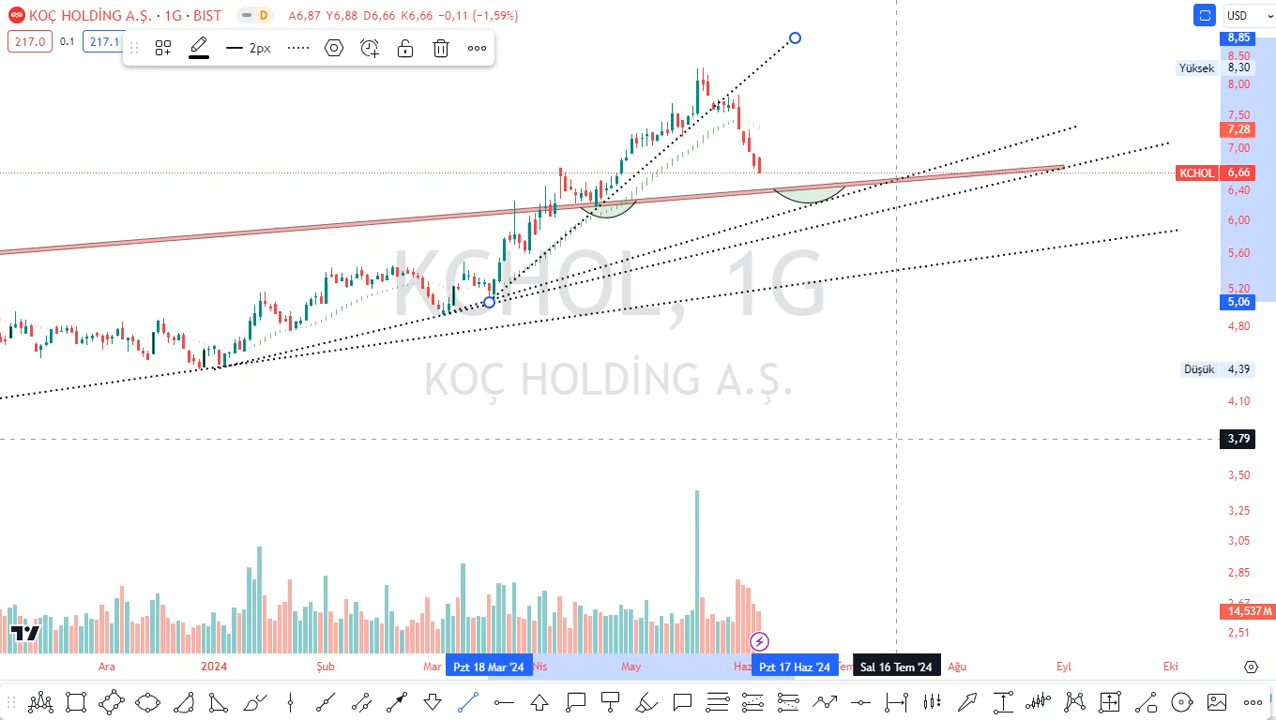 KOÇ HOLDİNG A.Ş. · 1G · BIST D A6,87 Y6,88 D6,66 K6,66 −0,11 (−1,59%) USD
217.0 0.1 217.1 2px
8,85
8,50
Yüksek 8,30
8,00
7,50
7,28
7,00
KCHOL 6,66
6,40
6,00
5,60
5,20
5,06
4,80
Düşük 4,39
4,10
3,79
3,50
3,25
3,05
2,85
2,67
14,537M
2,51
KCHOL, 1G
KOÇ HOLDİNG A.Ş.
Ara 2024 Şub Mar Pzt 18 Mar '24 Nis May Haz Pzt 17 Haz '24 Sal 16 Tem '24 Ağu Eyl Eki